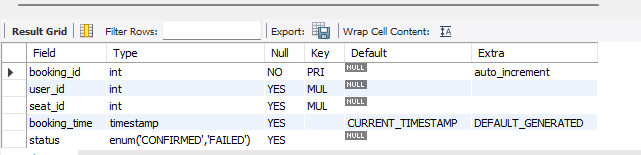 Result Grid Filter Rows: Export: Wrap Cell Content:
Field Type Null Key Default Extra
booking_id int NO PRI NULL auto_increment
user_id int YES MUL NULL
seat_id int YES MUL NULL
booking_time timestamp YES CURRENT_TIMESTAMP DEFAULT_GENERATED
status enum('CONFIRMED','FAILED') YES NULL